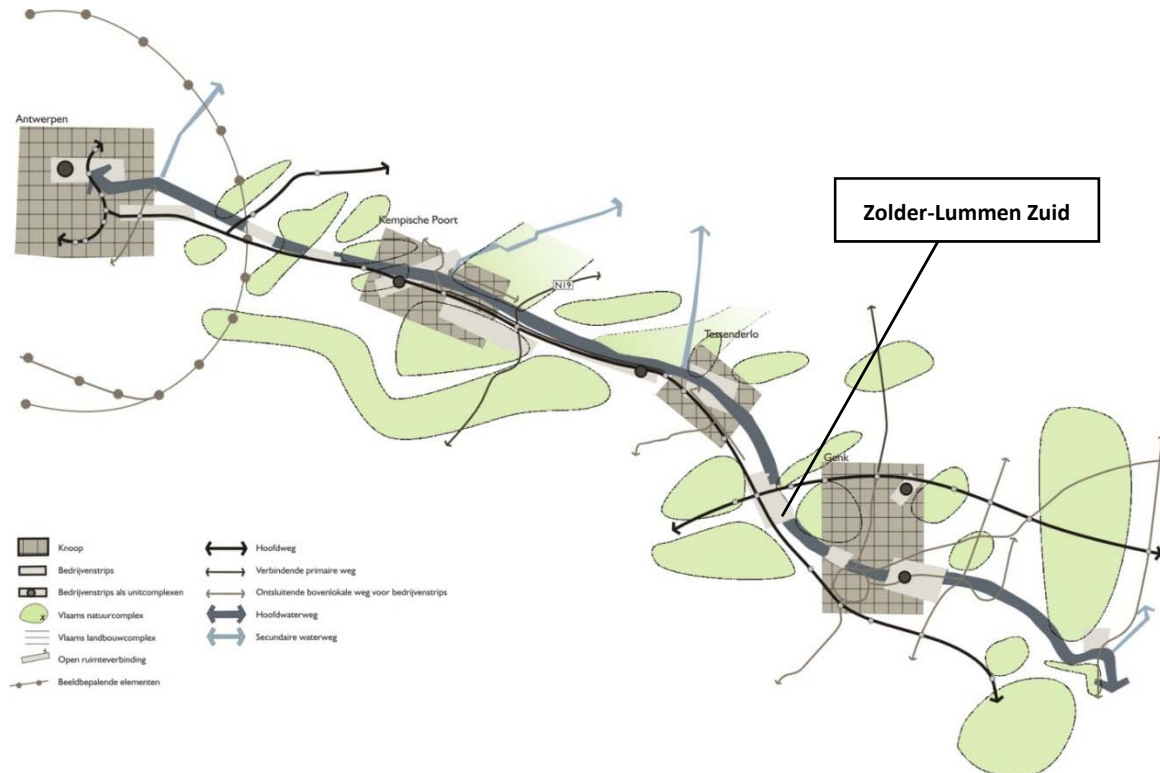 Antwerpen
Kempische Poort
Zolder-Lummen Zuid
N19
Tessenderlo
Genk
Knoop
Bedrijvenstrips
Bedrijvenstrips als unitcomplexen
x
Vlaams natuurcomplex
Vlaams landbouwcomplex
Open ruimteverbinding
Beeldbepalende elementen
Hoofdweg
Verbindende primaire weg
Ontsluitende bovenlokale weg voor bedrijvenstrips
Hoofdwaterweg
Secundaire waterweg